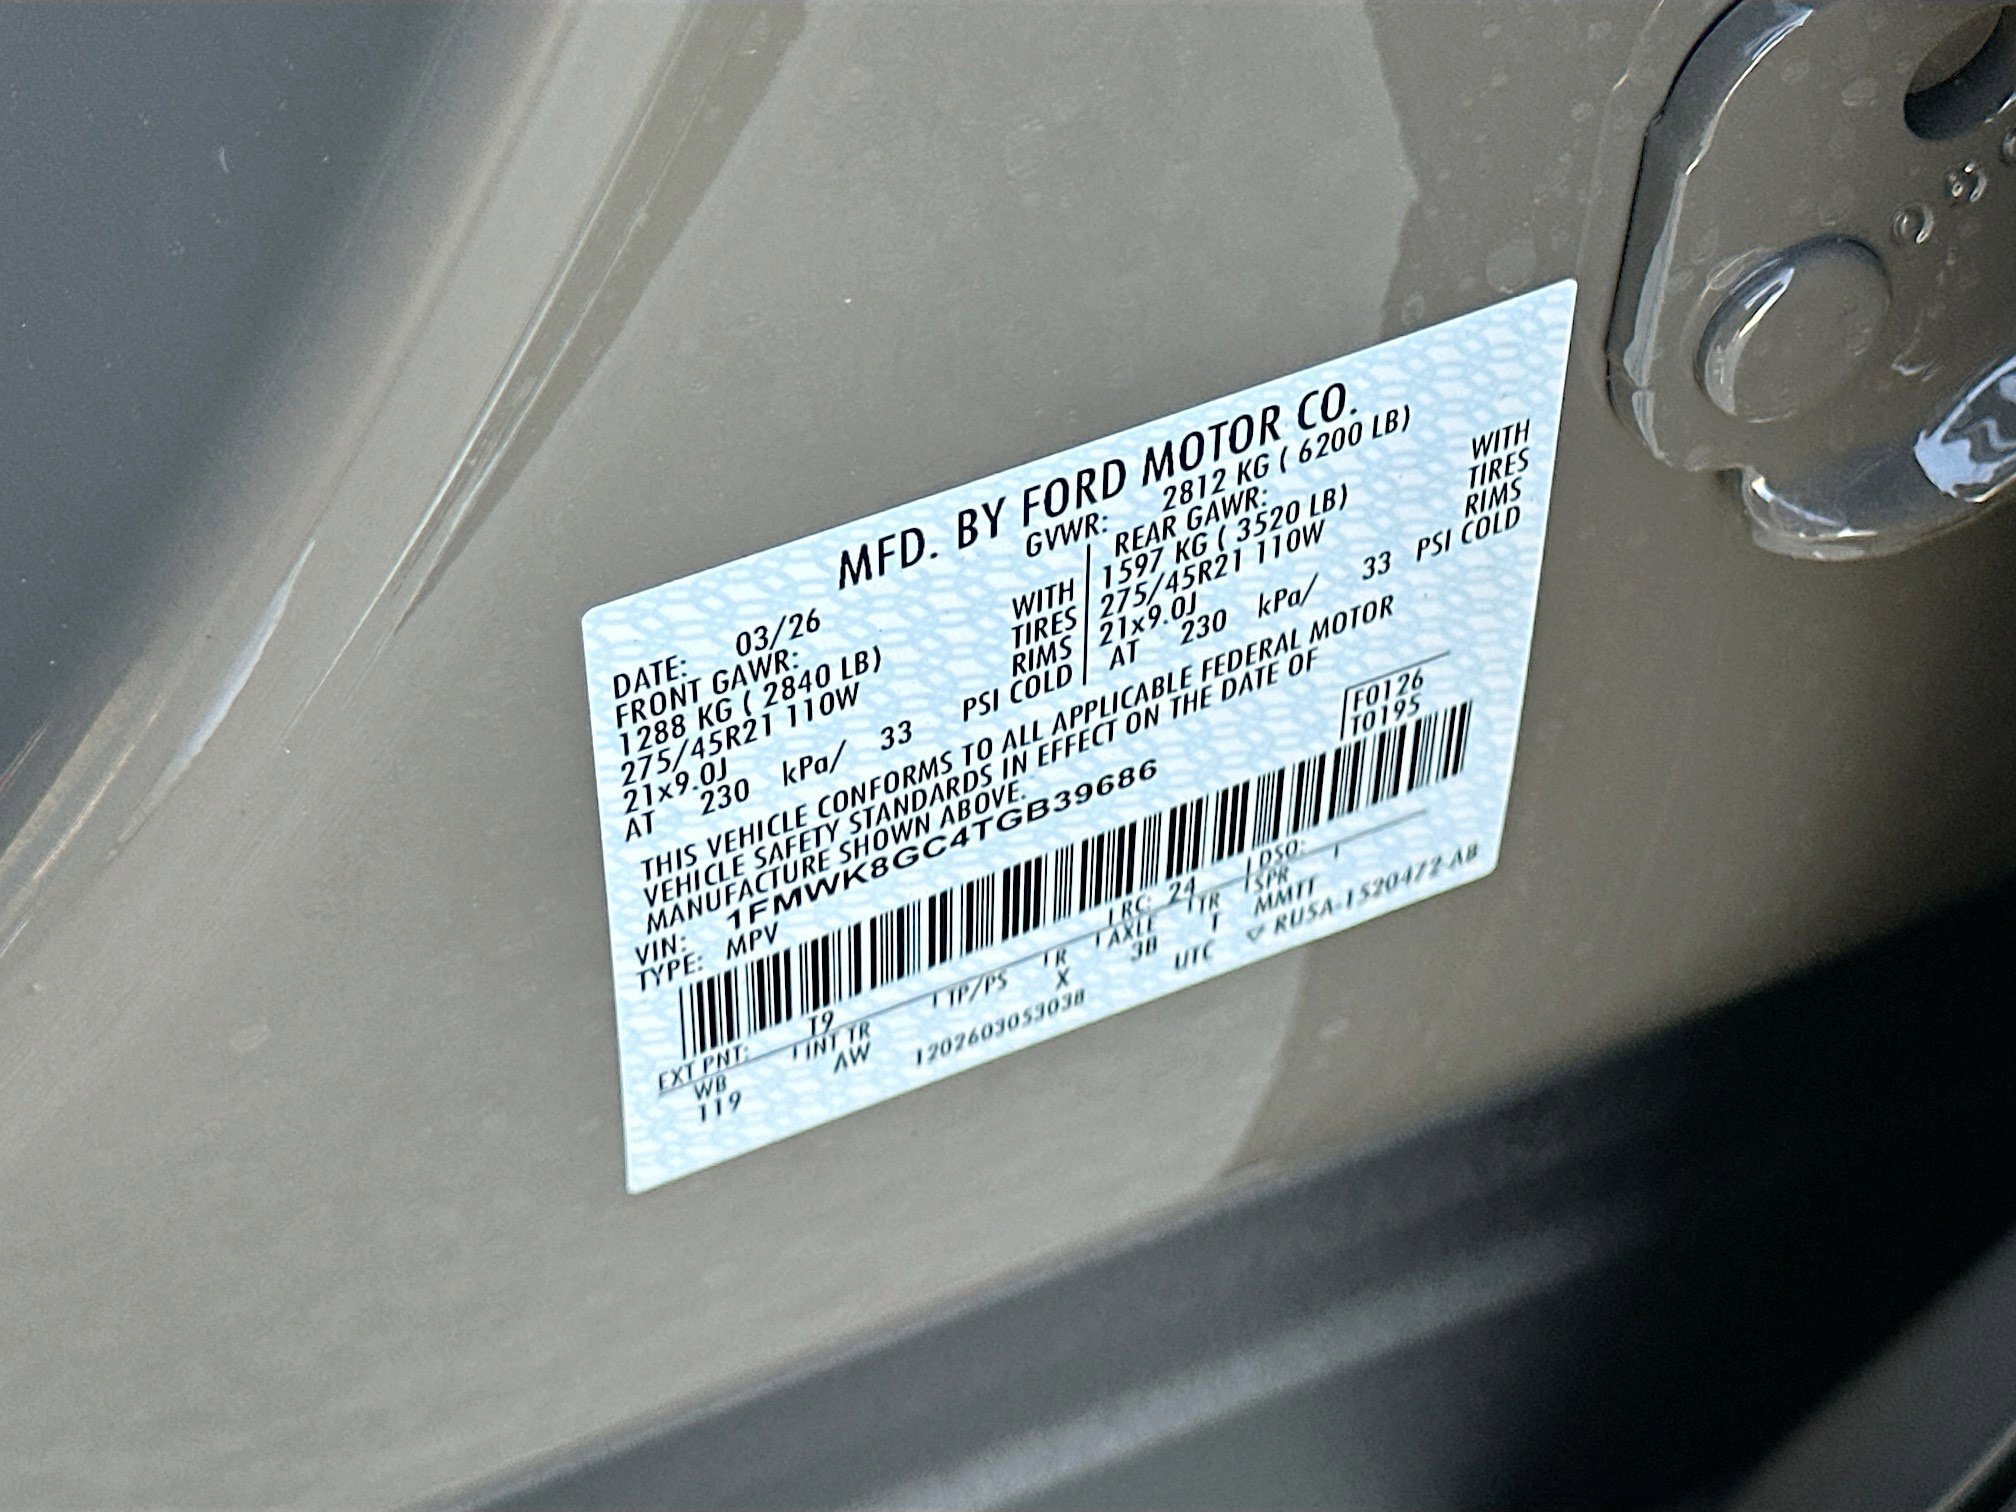 MFD. BY FORD MOTOR CO.
DATE: 03/26 GVWR: 2812 KG ( 6200 LB)
FRONT GAWR: REAR GAWR:
1288 KG ( 2840 LB) WITH 1597 KG ( 3520 LB) WITH
275/45R21 110W TIRES 275/45R21 110W TIRES
21x9.0J RIMS 21x9.0J RIMS
AT 230 kPa/ 33 PSI COLD AT 230 kPa/ 33 PSI COLD
THIS VEHICLE CONFORMS TO ALL APPLICABLE FEDERAL MOTOR
VEHICLE SAFETY STANDARDS IN EFFECT ON THE DATE OF
MANUFACTURE SHOWN ABOVE.
VIN: 1FMWK8GC4TGB39686 F0126
TYPE: MPV T0195
EXT PNT: T9 RC: 24 DSO:
WB INT TR TP/PS R AXLE TR SPR
119 AW X 3B T MMTT
1202603053038 UTC ▽ RUSA-1520472-AB